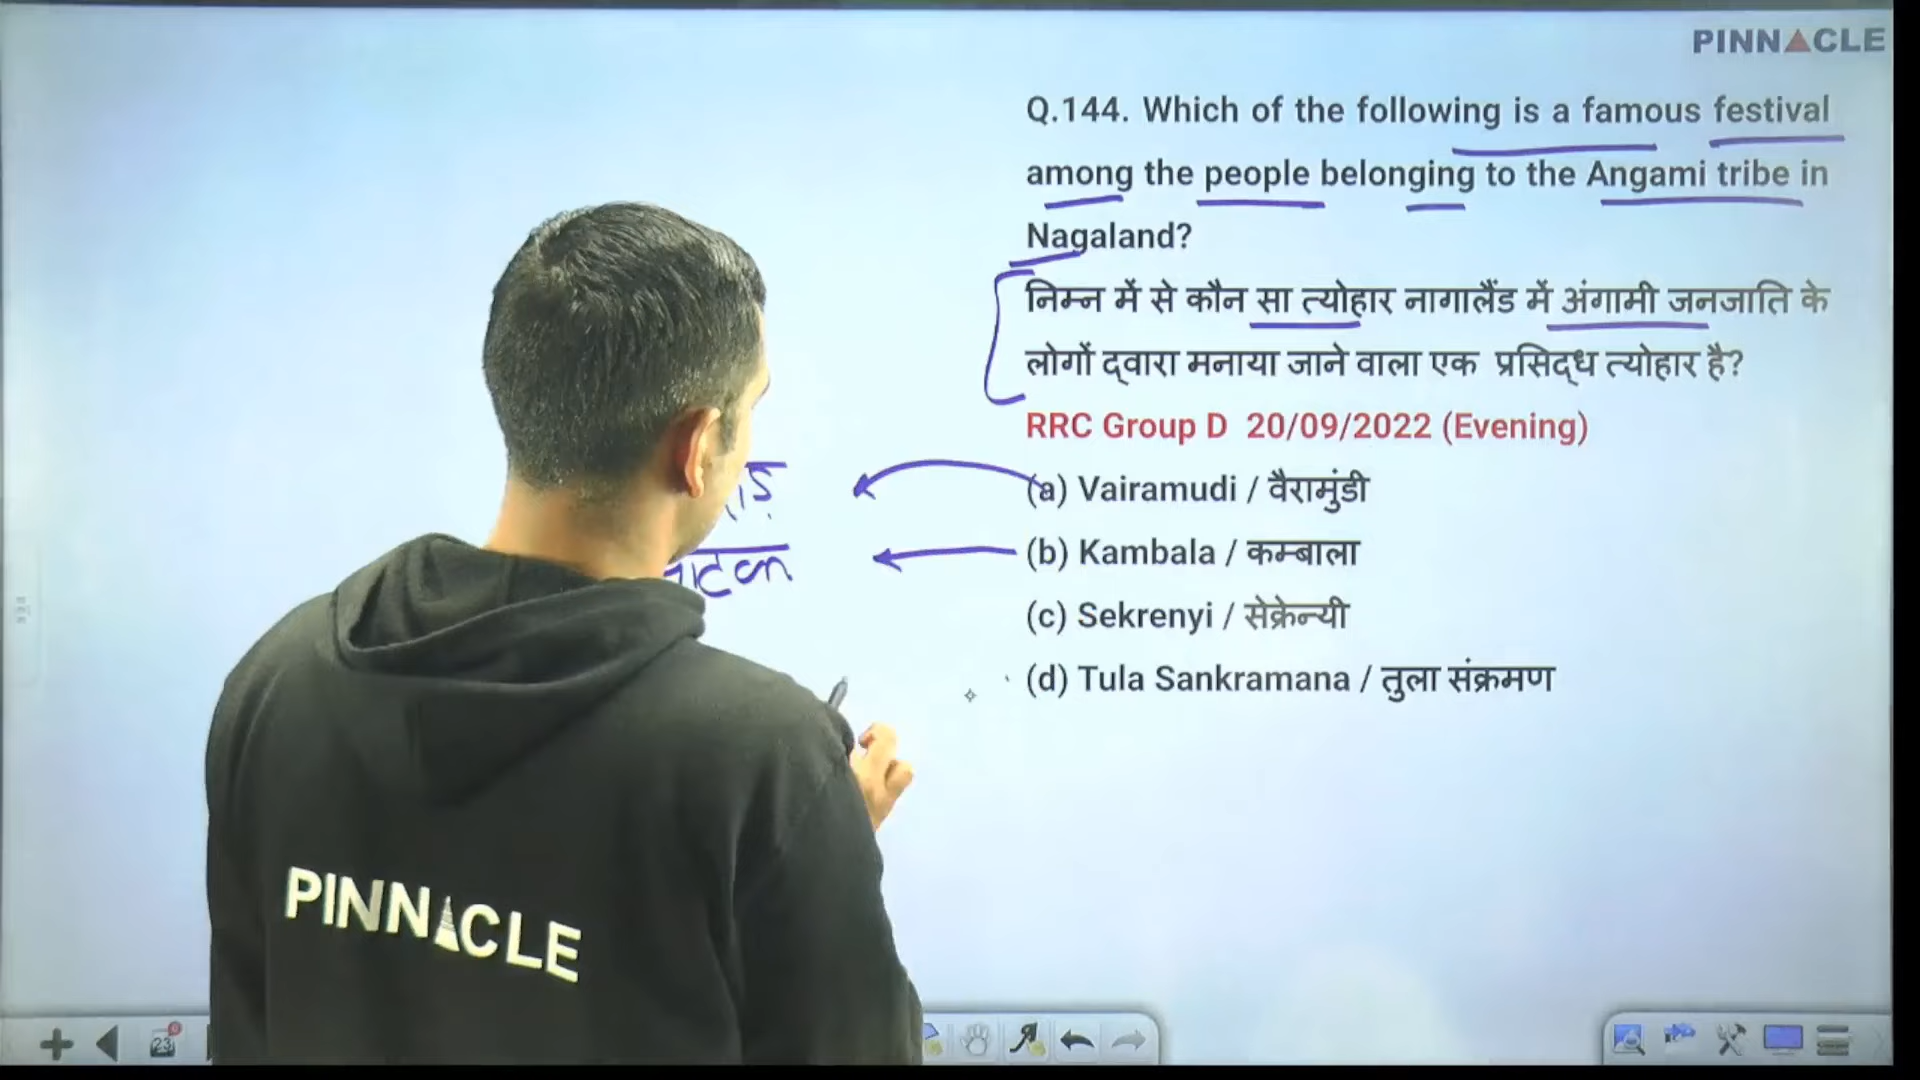 PINNACLE
Q.144. Which of the following is a famous festival
among the people belonging to the Angami tribe in
Nagaland?
निम्न में से कौन सा त्योहार नागालैंड में अंगामी जनजाति के
लोगों द्वारा मनाया जाने वाला एक प्रसिद्ध त्योहार है?
RRC Group D 20/09/2022 (Evening)
(a) Vairamudi / वैरामुंडी
(b) Kambala / कम्बाला
(c) Sekrenyi / सेक्रेन्यी
(d) Tula Sankramana / तुला संक्रमण
PINNACLE
23